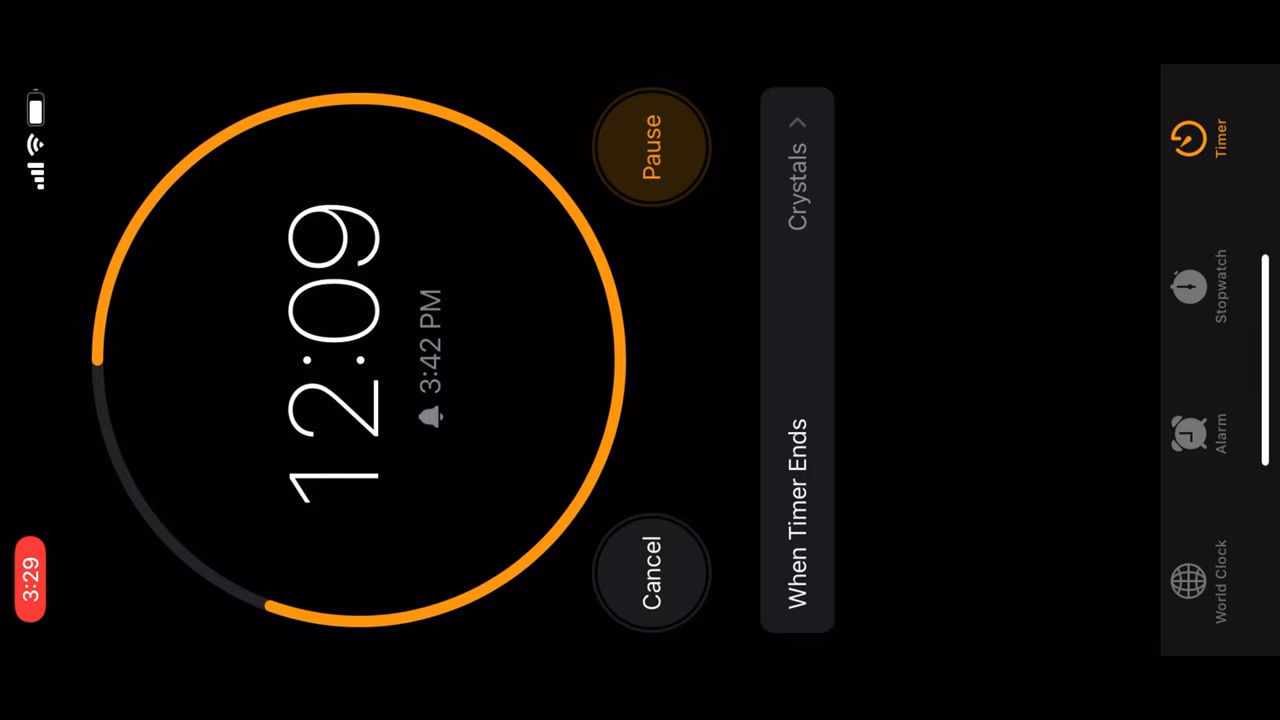 3:29
12:09
3:42 PM
Cancel
Pause
When Timer Ends
Crystals
World Clock
Alarm
Stopwatch
Timer